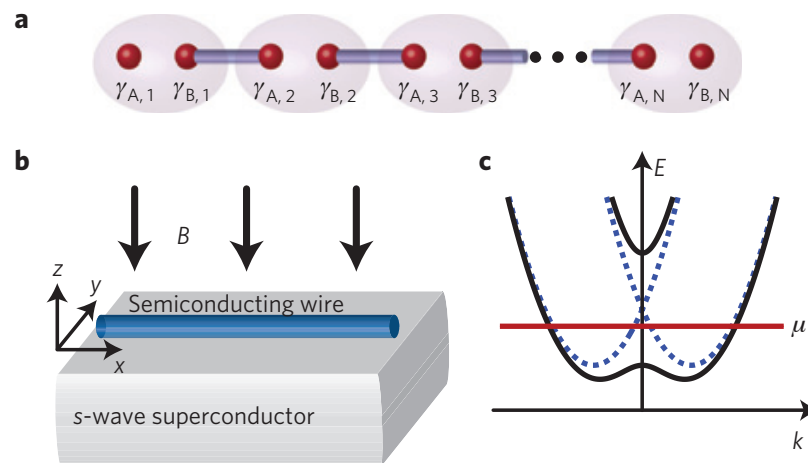 a
γA, 1 γB, 1 γA, 2 γB, 2 γA, 3 γB, 3 γA, N γB, N
b
B
z
y
x
Semiconducting wire
s-wave superconductor
c
E
μ
k